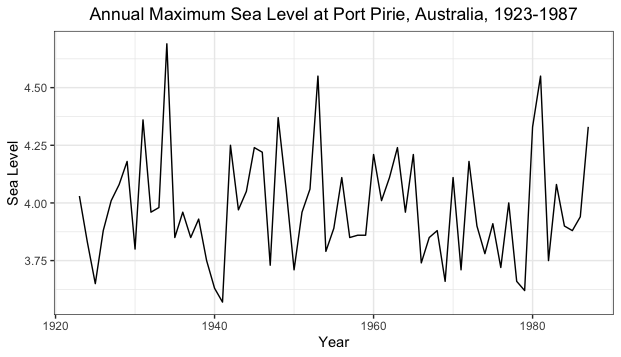 Annual Maximum Sea Level at Port Pirie, Australia, 1923-1987
4.50
4.25
4.00
3.75
Sea Level
1920
1940
1960
1980
Year